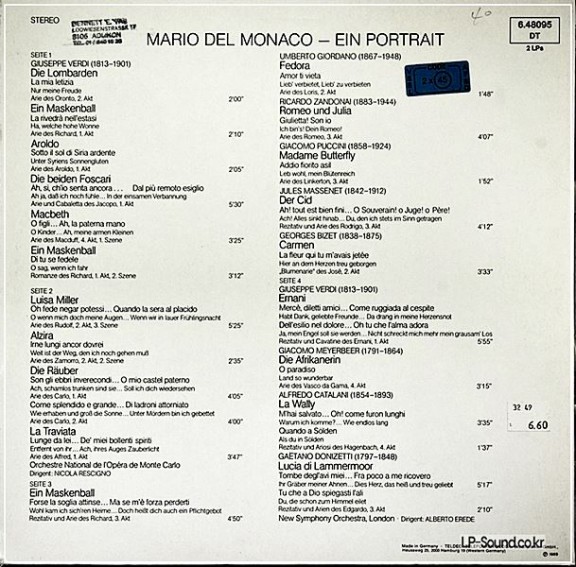 STEREO
MARIO DEL MONACO – EIN PORTRAIT
6.48095
DT
2 LPs
SEITE 1
GIUSEPPE VERDI (1813–1901)
Die Lombarden
La mia letizia
Nur meine Freude
Arie des Oronto, 2. Akt 2'00"
Ein Maskenball
La rivedrà nell'estasi
Ha, welche hohe Wonne
Arie des Richard, 1. Akt 2'10"
Aroldo
Sotto il sol di Siria ardente
Unter Syriens Sonnengluten
Arie des Aroldo, 1. Akt 2'05"
Die beiden Foscari
Ah, si, ch'io senta ancora... Dal più remoto esiglio
Ah ja, daß ich noch fühle... In der einsamen Verbannung
Arie und Cabaletta des Jacopo, 1. Akt 5'30"
Macbeth
O figli... Ah, la paterna mano
O Kinder... Ah, meine armen Kleinen
Arie des Macduff, 4. Akt, 1. Szene 3'25"
Ein Maskenball
Di tu se fedele
O sag, wenn ich fahr
Romanze des Richard, 1. Akt, 2. Szene 3'12"
SEITE 2
Luisa Miller
Oh fede negar potessi... Quando la sera al placido
O wenn mich doch meine Augen... Wenn wir in lauer Frühlingsnacht
Arie des Rudolf, 2. Akt, 3. Szene 5'25"
Alzira
Irne lungi ancor dovrei
Weit ist der Weg, den ich noch gehen muß
Arie des Zamorro, 2. Akt, 2. Szene 2'35"
Die Räuber
Son gli ebbri inverecondi... O mio castel paterno
Ach, schamlos trunken sind sie... Soll ich dich wiedersehen
Arie des Carlo, 1. Akt 4'05"
Come splendido e grande... Di ladroni attorniato
Wie erhaben und groß die Sonne... Unter Mördern bin ich gebettet
Arie des Carlo, 2. Akt 4'00"
La Traviata
Lunge da lei... De' miei bollenti spiriti
Entfernt von ihr... Ach, ihres Auges Zauberlicht
Arie des Alfred, 1. Akt 3'47"
Orchestre National de l'Opéra de Monte Carlo
Dirigent: NICOLA RESCIGNO
SEITE 3
Ein Maskenball
Forse la soglia attinse... Ma se m'è forza perderti
Wohl kam ich sich'ren Heims... Doch heißt dich auch ein Pflichtgebot
Rezitativ und Arie des Richard, 3. Akt 4'50"
UMBERTO GIORDANO (1867–1948)
Fedora
Amor ti vieta
Lieb' verbietet, Lieb' zu verbieten
Arie des Loris, 2. Akt 1'48"
RICARDO ZANDONAI (1883–1944)
Romeo und Julia
Giulietta! Son io
Ich bin's! Dein Romeo!
Arie des Romeo, 3. Akt 4'07"
GIACOMO PUCCINI (1858–1924)
Madame Butterfly
Addio fiorito asil
Leb wohl, mein Blütenreich
Arie des Linkerton, 3. Akt 1'52"
JULES MASSENET (1842–1912)
Der Cid
Ah! tout est bien fini... O Souverain! o Juge! o Père!
Ach! Alles sinkt hinab... Du, den ich stets im Sinn getragen
Rezitativ und Arie des Rodrigo, 3. Akt 4'12"
GEORGES BIZET (1838–1875)
Carmen
La fleur qui tu m'avais jetée
Hier an dem Herzen treu geborgen
„Blumenarie" des José, 2. Akt 3'33"
SEITE 4
GIUSEPPE VERDI (1813–1901)
Ernani
Mercè, diletti amici... Come ruggiada al cespite
Habt Dank, geliebte Freunde... Da drang in meine Herzensnot
Dell'esilio nel dolore... Oh tu che l'alma adora
Ja, mein Engel soll sie werden... Nicht schreckt mich mehr mein grausam' Los
Rezitativ und Cavatine des Ernani, 1. Akt 5'55"
GIACOMO MEYERBEER (1791–1864)
Die Afrikanerin
O paradiso
Land so wunderbar
Arie des Vasco da Gama, 4. Akt 3'15"
ALFREDO CATALANI (1854–1893)
La Wally
M'hai salvato... Oh! come furon lunghi
Warum ich komme?... Wie endlos lang 3'35"
Quando a Sölden
Als du in Sölden
Rezitativ und Ariosi des Hagenbach, 4. Akt 1'37"
GAETANO DONIZETTI (1797–1848)
Lucia di Lammermoor
Tombe degl'avi miei... Fra poco a me ricovero
Ihr Gräber meiner Ahnen... Dies Herz, das heiß und treu geliebt 5'17"
Tu che a Dio spiegasti l'ali
Du, die schon zum Himmel eilet
Rezitativ und Arien des Edgardo, 3. Akt 2'10"
New Symphony Orchestra, London · Dirigent: ALBERTO EREDE
32 49
6.60
LP-Sound.co.kr